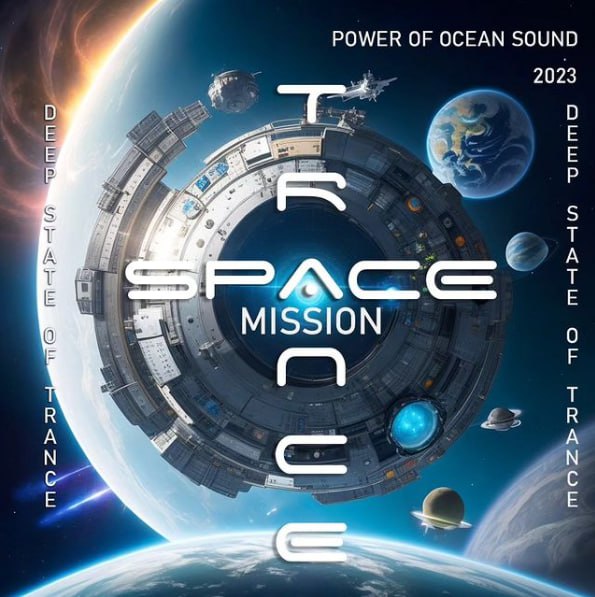 POWER OF OCEAN SOUND
2023
TRANCE
SPACE
MISSION
DEEP STATE OF TRANCE
DEEP STATE OF TRANCE